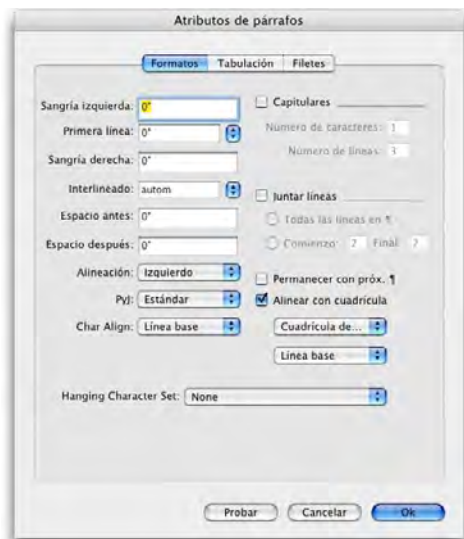 Atributos de párrafos
Formatos Tabulación Filetes
Sangría izquierda: 0"
Primera línea: 0"
Sangría derecha: 0"
Interlineado: autom
Espacio antes: 0"
Espacio después: 0"
Alineación: Izquierdo
PyJ: Estándar
Char Align: Línea base
Capitulares
Número de caracteres: 1
Número de líneas: 3
Juntar líneas
Todas las líneas en ¶
Comienzo: 2 Final: 2
Permanecer con próx. ¶
Alinear con cuadrícula
Cuadrícula de...
Línea base
Hanging Character Set: None
Probar Cancelar Ok